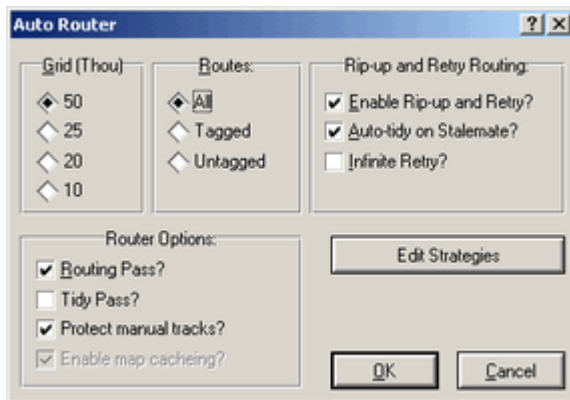 Auto Router
Grid (Thou)
50
25
20
10
Routes:
All
Tagged
Untagged
Rip-up and Retry Routing:
Enable Rip-up and Retry?
Auto-tidy on Stalemate?
Infinite Retry?
Router Options:
Routing Pass?
Tidy Pass?
Protect manual tracks?
Enable map cacheing?
Edit Strategies
OK
Cancel